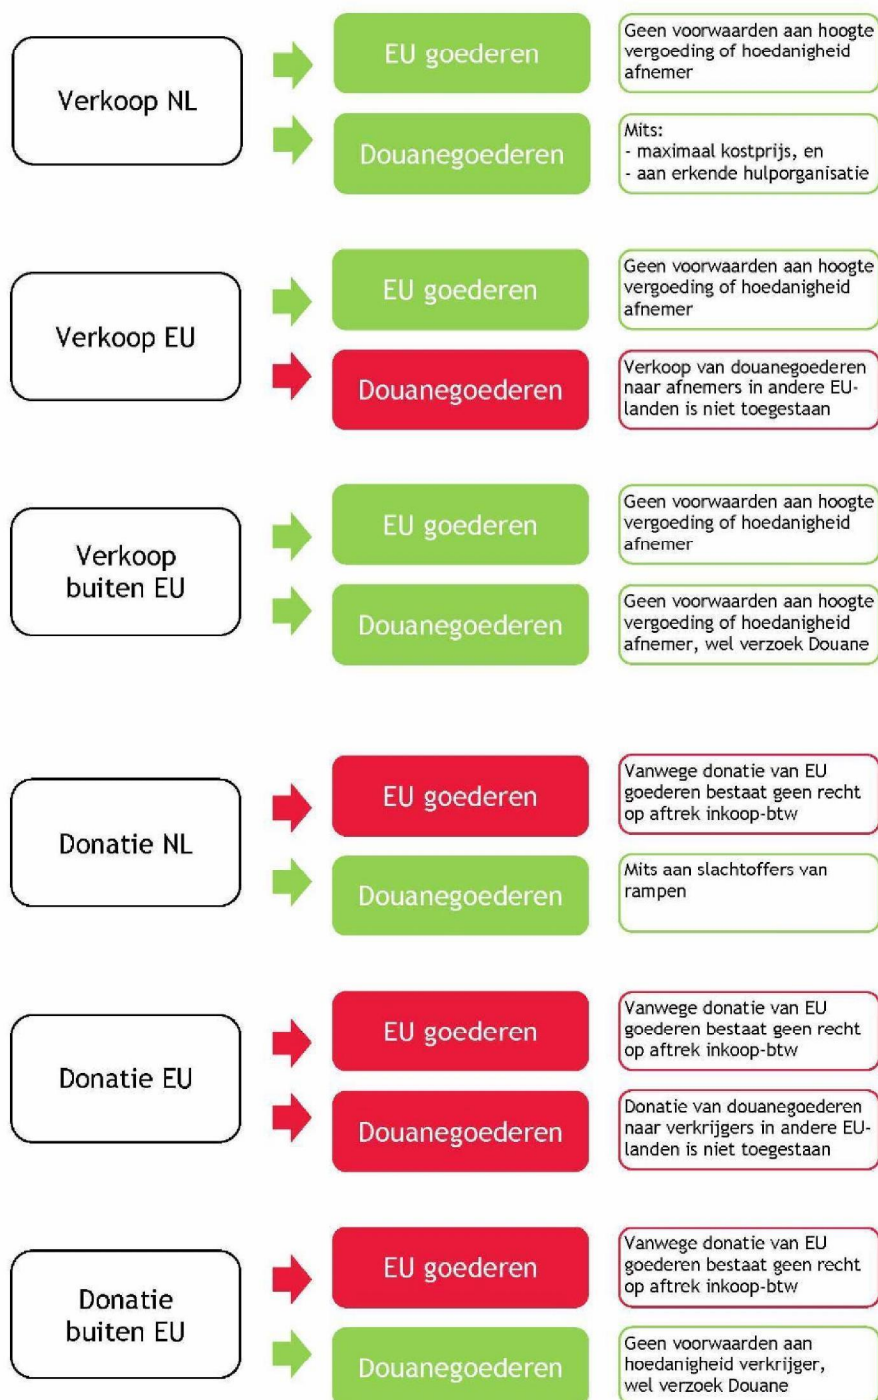 Verkoop NL
EU goederen
Geen voorwaarden aan hoogte
vergoeding of hoedanigheid
afnemer
Douanegoederen
Mits:
- maximaal kostprijs, en
- aan erkende hulporganisatie
Verkoop EU
EU goederen
Geen voorwaarden aan hoogte
vergoeding of hoedanigheid
afnemer
Douanegoederen
Verkoop van douanegoederen
naar afnemers in andere EU-
landen is niet toegestaan
Verkoop
buiten EU
EU goederen
Geen voorwaarden aan hoogte
vergoeding of hoedanigheid
afnemer
Douanegoederen
Geen voorwaarden aan hoogte
vergoeding of hoedanigheid
afnemer, wel verzoek Douane
Donatie NL
EU goederen
Vanwege donatie van EU
goederen bestaat geen recht
op aftrek inkoop-btw
Douanegoederen
Mits aan slachtoffers van
rampen
Donatie EU
EU goederen
Vanwege donatie van EU
goederen bestaat geen recht
op aftrek inkoop-btw
Douanegoederen
Donatie van douanegoederen
naar verkrijgers in andere EU-
landen is niet toegestaan
Donatie
buiten EU
EU goederen
Vanwege donatie van EU
goederen bestaat geen recht
op aftrek inkoop-btw
Douanegoederen
Geen voorwaarden aan
hoedanigheid verkrijger,
wel verzoek Douane